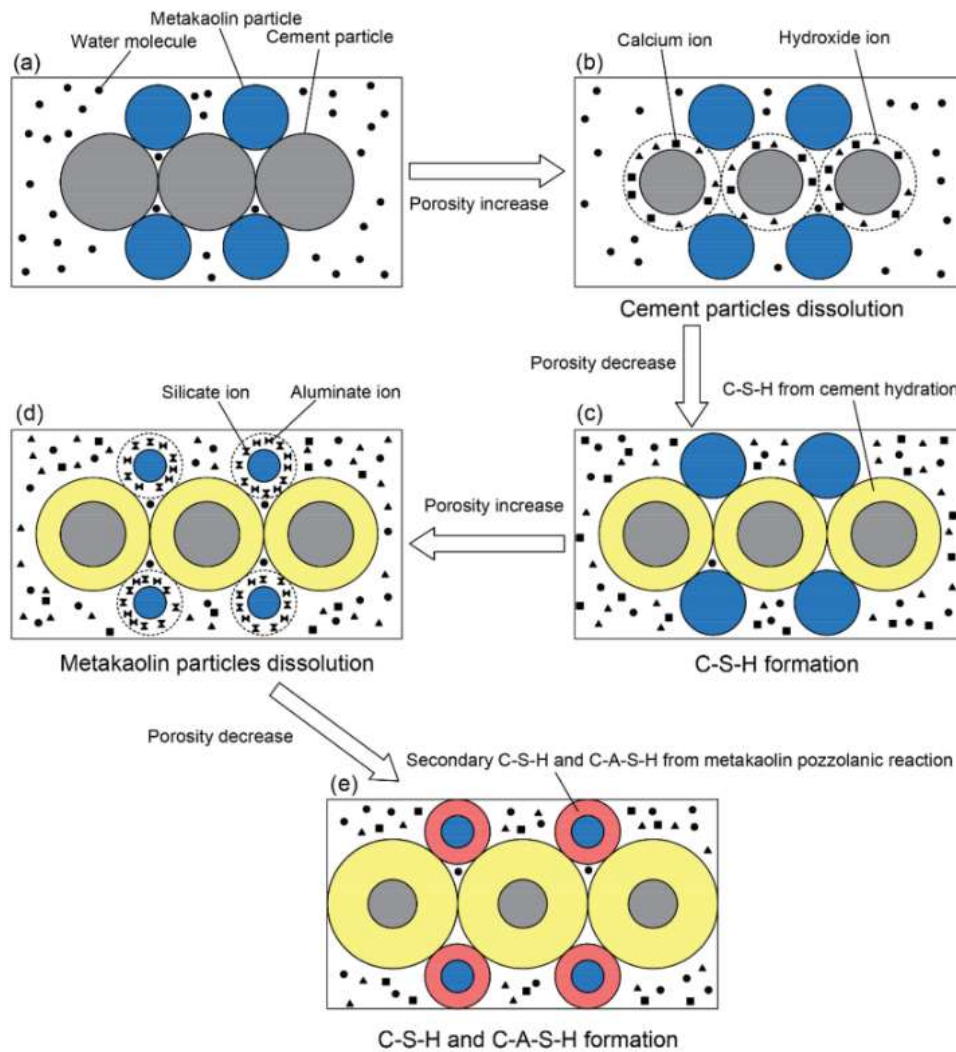 Metakaolin particle
Water molecule
Cement particle
(a)
Calcium ion
Hydroxide ion
(b)
Porosity increase
Cement particles dissolution
Porosity decrease
C-S-H from cement hydration
(c)
Silicate ion
Aluminate ion
(d)
Porosity increase
Metakaolin particles dissolution
C-S-H formation
Porosity decrease
Secondary C-S-H and C-A-S-H from metakaolin pozzolanic reaction
(e)
C-S-H and C-A-S-H formation